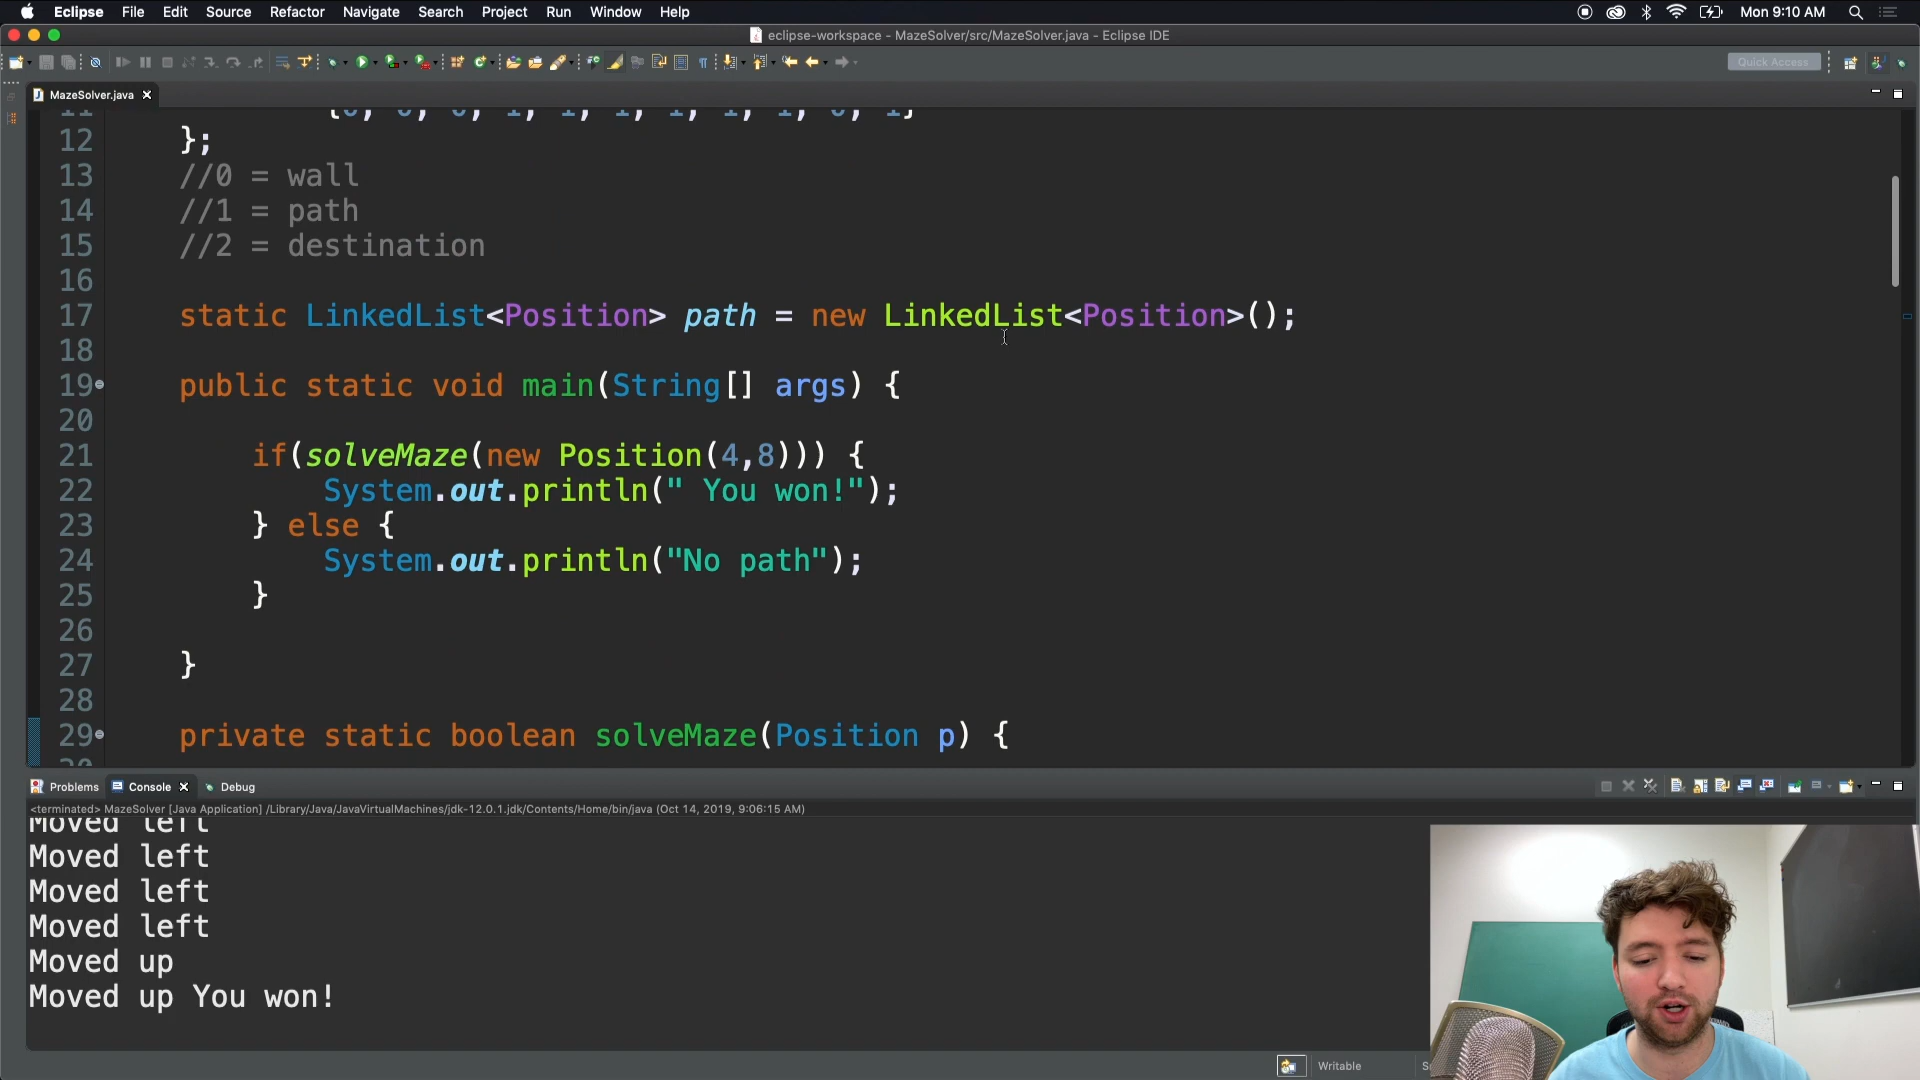 Eclipse File Edit Source Refactor Navigate Search Project Run Window Help Mon 9:10 AM
eclipse-workspace - MazeSolver/src/MazeSolver.java - Eclipse IDE
Quick Access
MazeSolver.java
12 };
13 //0 = wall
14 //1 = path
15 //2 = destination
16
17 static LinkedList<Position> path = new LinkedList<Position>();
18
19 public static void main(String[] args) {
20
21 if(solveMaze(new Position(4,8))) {
22 System.out.println(" You won!");
23 } else {
24 System.out.println("No path");
25 }
26
27 }
28
29 private static boolean solveMaze(Position p) {
Problems Console Debug
<terminated> MazeSolver [Java Application] /Library/Java/JavaVirtualMachines/jdk-12.0.1.jdk/Contents/Home/bin/java (Oct 14, 2019, 9:06:15 AM)
Moved left
Moved left
Moved left
Moved left
Moved up
Moved up You won!
Writable